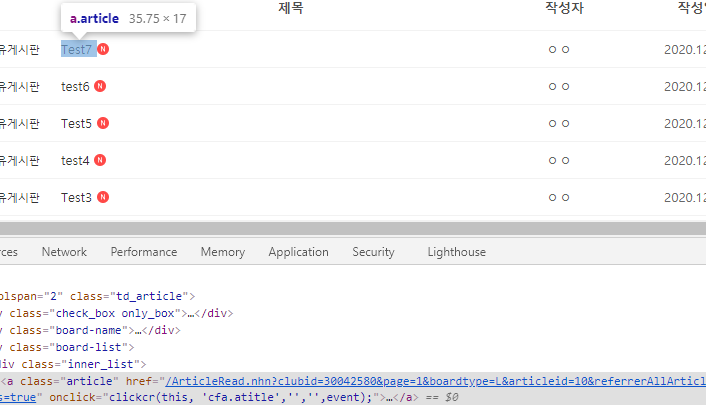 a.article 35.75 × 17
제목 작성자 작성
유게시판 Test7 N ㅇㅇ 2020.12
유게시판 test6 N ㅇㅇ 2020.12
유게시판 Test5 N ㅇㅇ 2020.12
유게시판 test4 N ㅇㅇ 2020.12
유게시판 Test3 N ㅇㅇ 2020.12
rces Network Performance Memory Application Security Lighthouse
olspan="2" class="td_article">
v class="check_box only_box">…</div>
v class="board-name">…</div>
v class="board-list">
div class="inner_list">
<a class="article" href="/ArticleRead.nhn?clubid=30042580&page=1&boardtype=L&articleid=10&referrerAllArticl
s=true" onclick="clickcr(this, 'cfa.atitle','','',event);">…</a> == $0